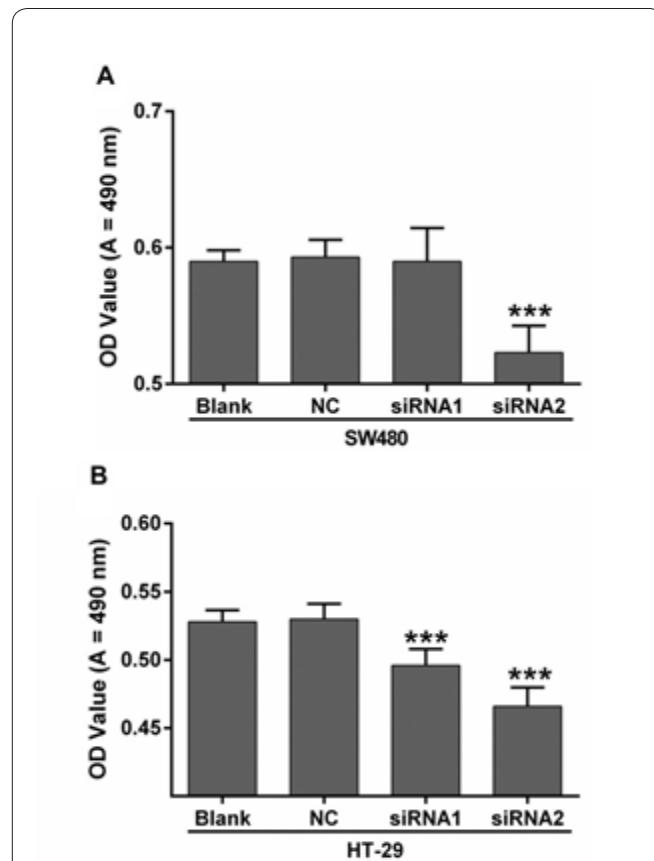 A
OD Value (A = 490 nm)
0.7
0.6
0.5
***
Blank NC siRNA1 siRNA2
SW480
B
OD Value (A = 490 nm)
0.60
0.55
0.50
0.45
***
***
Blank NC siRNA1 siRNA2
HT-29